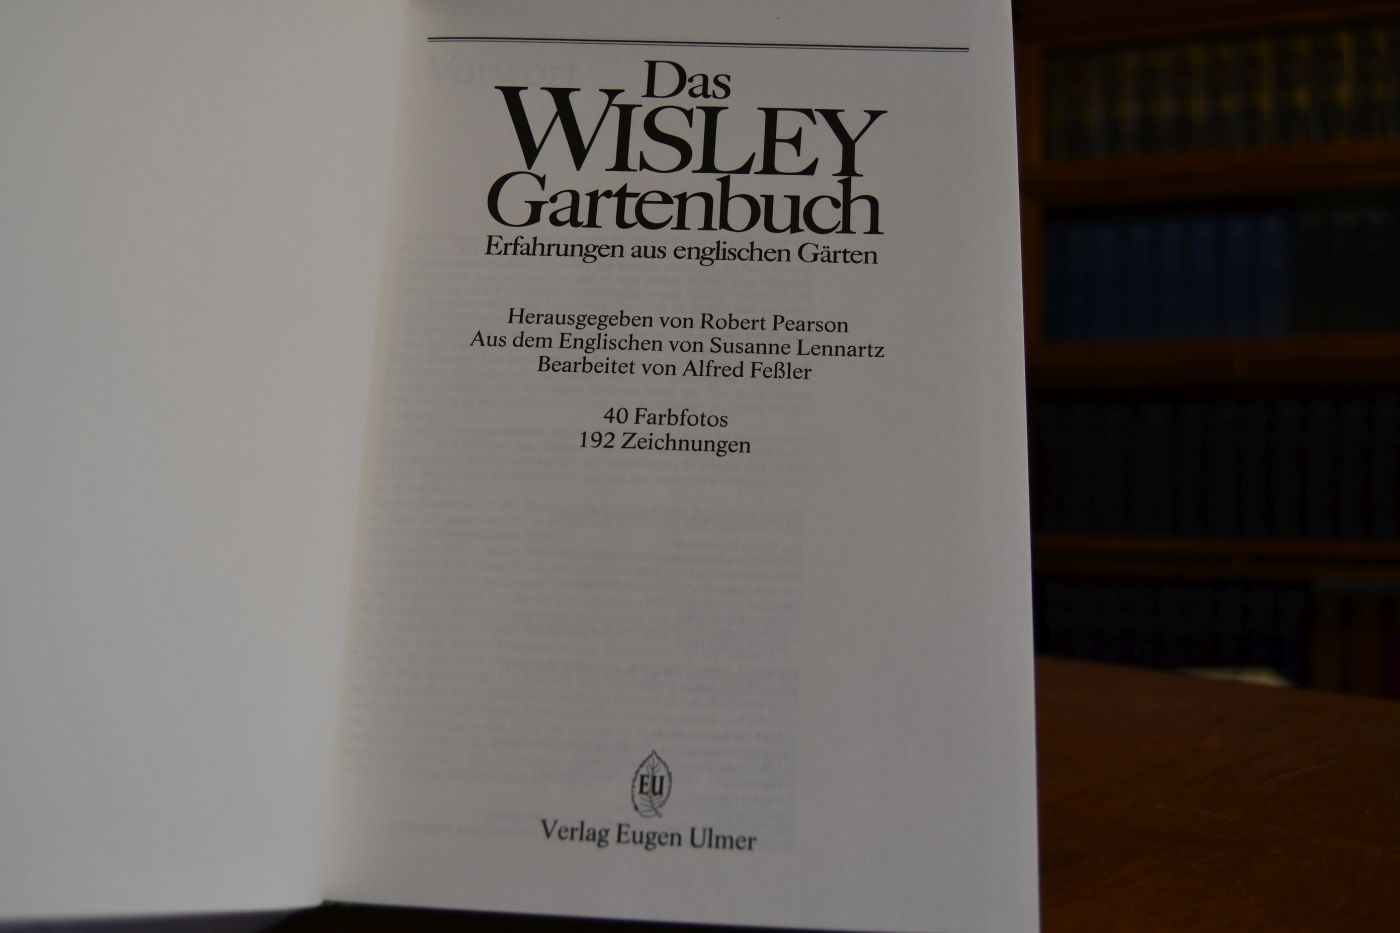 Vorwort
Das
WISLEY
Gartenbuch
Erfahrungen aus englischen Gärten
Herausgegeben von Robert Pearson
Aus dem Englischen von Susanne Lennartz
Bearbeitet von Alfred Feßler
40 Farbfotos
192 Zeichnungen
EU
Verlag Eugen Ulmer